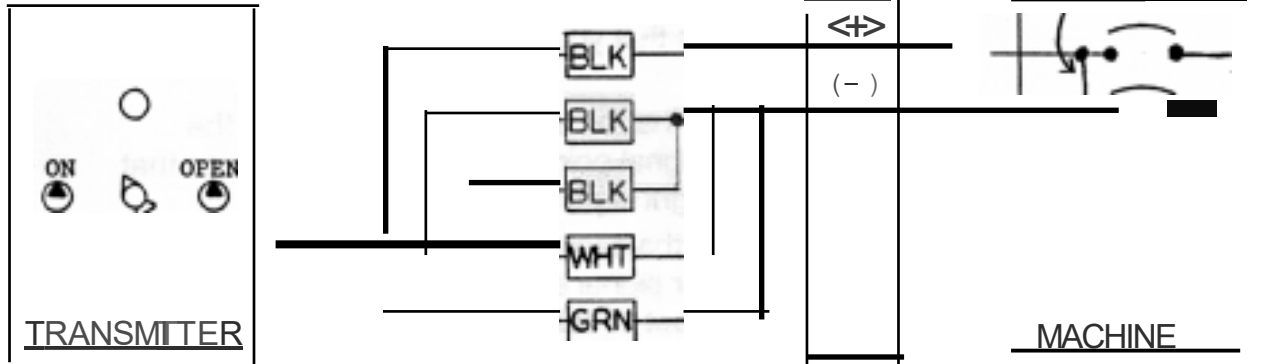 <+>
BLK
(-)
BLK
ON OPEN
BLK
WHT
GRN
TRANSMITTER
MACHINE